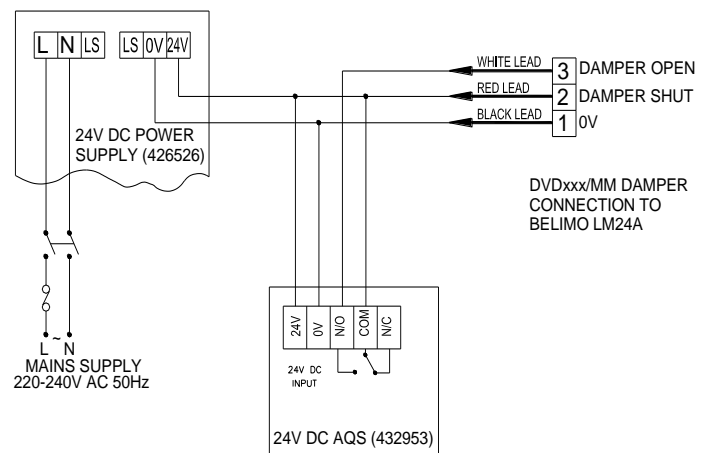 L N LS LS 0V 24V
WHITE LEAD 3 DAMPER OPEN
RED LEAD 2 DAMPER SHUT
BLACK LEAD 1 0V
24V DC POWER
SUPPLY (426526)
DVDxxx/MM DAMPER
CONNECTION TO
BELIMO LM24A
L ~ N
MAINS SUPPLY
220-240V AC 50Hz
24V 0V N/O COM N/C
24V DC
INPUT
24V DC AQS (432953)